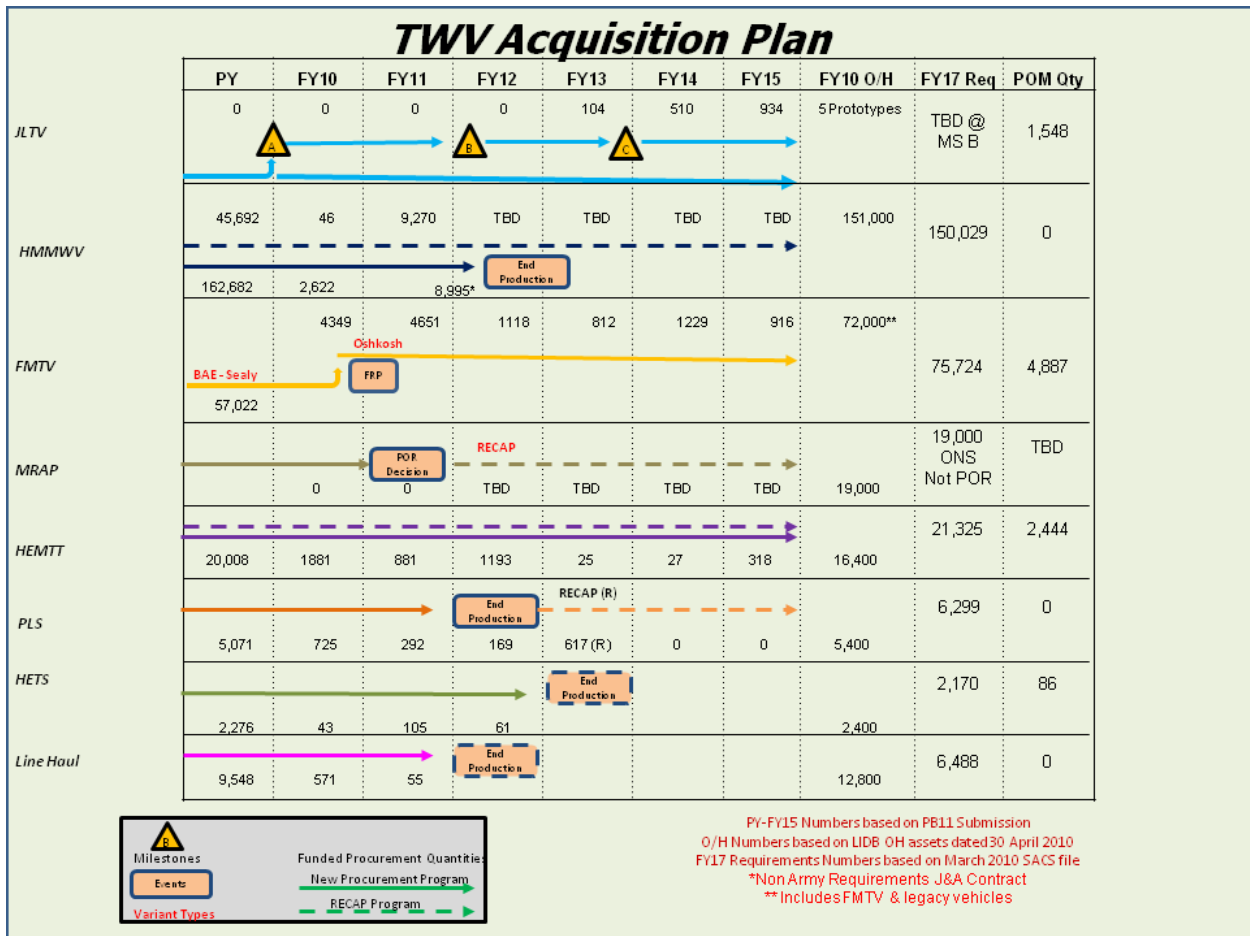 TWV Acquisition Plan
PY FY10 FY11 FY12 FY13 FY14 FY15 FY10 O/H FY17 Req POM Qty
JLTV
0 0 0 0 104 510 934 5 Prototypes
TBD @
MS B
1,548
A B C
HMMWV
45,692 46 9,270 TBD TBD TBD TBD 151,000
150,029 0
End
Production
162,682 2,622 8,995*
FMTV
4349 4651 1118 812 1229 916 72,000**
Oshkosh
BAE - Sealy
FRP
75,724 4,887
57,022
MRAP
POR
Decision
RECAP
19,000
ONS
Not POR
TBD
0 0 TBD TBD TBD TBD 19,000
HEMTT
21,325 2,444
20,008 1881 881 1193 25 27 318 16,400
PLS
End
Production
RECAP (R)
6,299 0
5,071 725 292 169 617 (R) 0 0 5,400
HETS
End
Production
2,170 86
2,276 43 105 61 2,400
Line Haul
End
Production
6,488 0
9,548 571 55 12,800
B
Milestones
Events
Variant Types
Funded Procurement Quantities
New Procurement Program
RECAP Program
PY-FY15 Numbers based on PB11 Submission
O/H Numbers based on LIDB OH assets dated 30 April 2010
FY17 Requirements Numbers based on March 2010 SACS file
*Non Army Requirements J&A Contract
** Includes FMTV & legacy vehicles